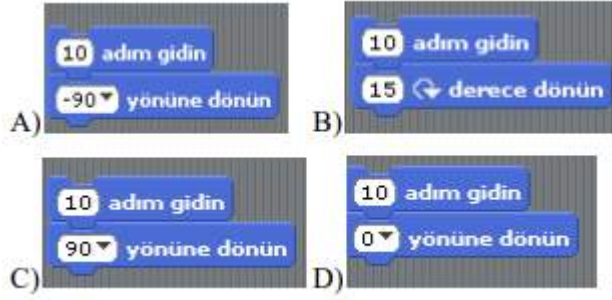 10 adım gidin
-90 yönüne dönün
A)
10 adım gidin
15 derece dönün
B)
10 adım gidin
90 yönüne dönün
C)
10 adım gidin
0 yönüne dönün
D)